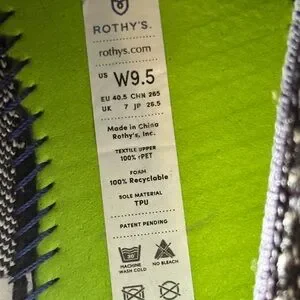 ROTHY'S.
rothys.com
US W9.5
EU 40.5 CHN 265
UK 7 JP 26.5
Made in China
Rothy's, Inc.
TEXTILE UPPER
100% rPET
FOAM
100% Recyclable
SOLE MATERIAL
TPU
PATENT PENDING
30°
MACHINE WASH COLD
NO BLEACH